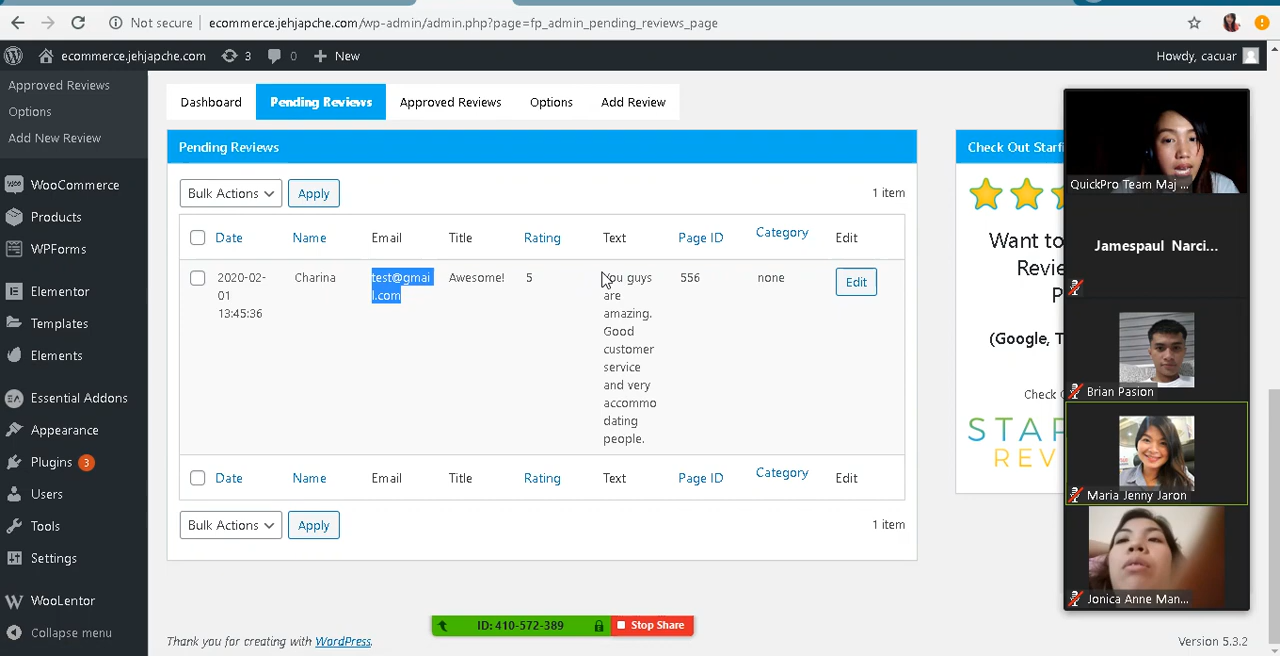 Not secure
ecommerce.jehjapche.com/wp-admin/admin.php?page=fp_admin_pending_reviews_page
ecommerce.jehjapche.com
3
0
New
Howdy, cacuar
Approved Reviews
Options
Add New Review
WooCommerce
Products
WPForms
Elementor
Templates
Elements
Essential Addons
Appearance
Plugins 3
Users
Tools
Settings
WooLentor
Collapse menu
Dashboard
Pending Reviews
Approved Reviews
Options
Add Review
Pending Reviews
Bulk Actions
Apply
1 item
Date
Name
Email
Title
Rating
Text
Page ID
Category
Edit
2020-02-
01
13:45:36
Charina
test@gmai
l.com
Awesome!
5
You guys
are
amazing.
Good
customer
service
and very
accommo
dating
people.
556
none
Edit
Date
Name
Email
Title
Rating
Text
Page ID
Category
Edit
Bulk Actions
Apply
1 item
Check Out Starfi
Want to
Revie
P
(Google, T
Check O
STAR
REV
QuickPro Team Maj ...
Jamespaul Narci...
Brian Pasion
Maria Jenny Jaron
Jonica Anne Man...
ID: 410-572-389
Stop Share
Thank you for creating with WordPress.
Version 5.3.2